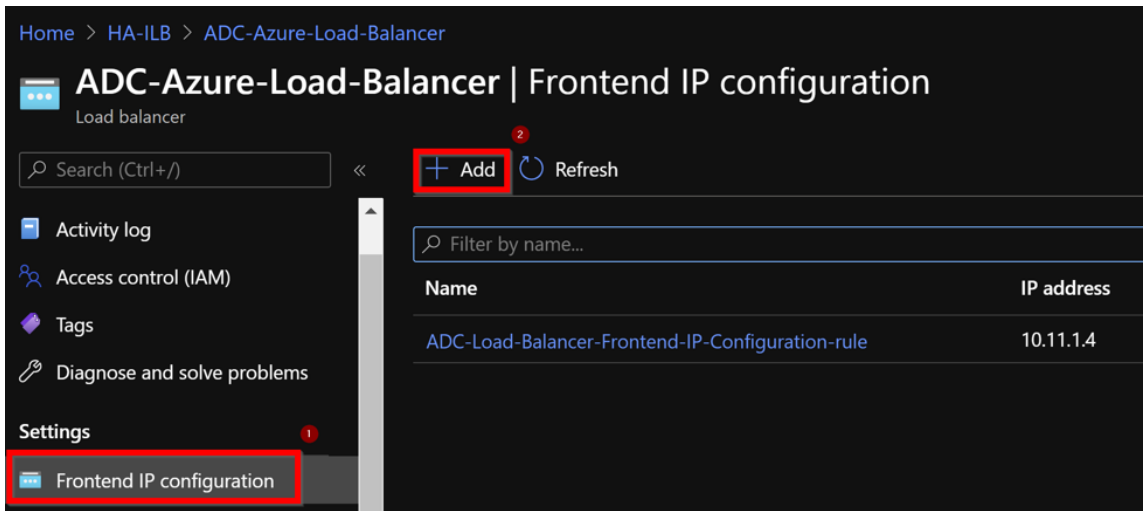 Home > HA-ILB > ADC-Azure-Load-Balancer
ADC-Azure-Load-Balancer | Frontend IP configuration
Load balancer
2
Search (Ctrl+/) «
Add Refresh
Activity log
Filter by name...
Access control (IAM)
Name IP address
Tags
ADC-Load-Balancer-Frontend-IP-Configuration-rule 10.11.1.4
Diagnose and solve problems
Settings 1
Frontend IP configuration